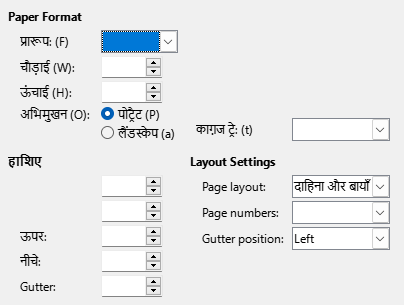 Paper Format
प्रारूप: (F)
चौड़ाई (W):
ऊंचाई (H):
अभिमुखन (O): पोट्रैट (P)
लैंडस्केप (a) काग़ज ट्रे: (t)
हाशिए Layout Settings
Page layout: दाहिना और बायाँ
Page numbers:
ऊपर: Gutter position: Left
नीचे:
Gutter: